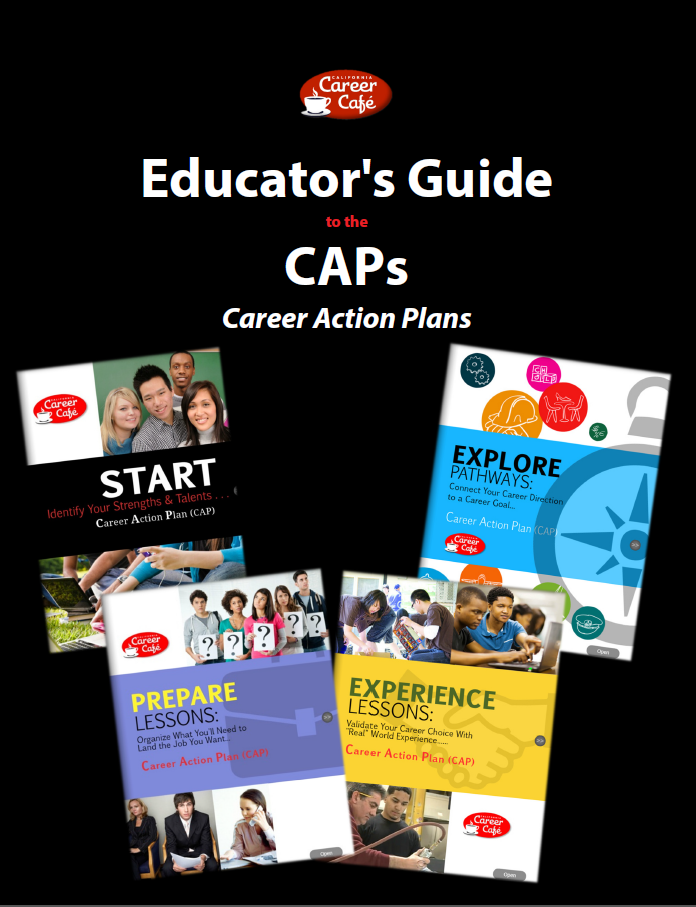 CALIFORNIA
Career
Café
Educator's Guide
to the
CAPs
Career Action Plans
CALIFORNIA
Career
Café
START
Identify Your Strengths & Talents . . .
Career Action Plan (CAP)
EXPLORE
PATHWAYS:
Connect Your Career Direction
to a Career Goal...
Career Action Plan (CAP)
Career
Café
Open
Career
Café
? ? ? ? ?
PREPARE
LESSONS:
Organize What You'll Need to
Land the Job You Want...
Career Action Plan (CAP)
Open
EXPERIENCE
LESSONS:
Validate Your Career Choice With
"Real" World Experience.....
Career Action Plan (CAP)
Career
Café
Open